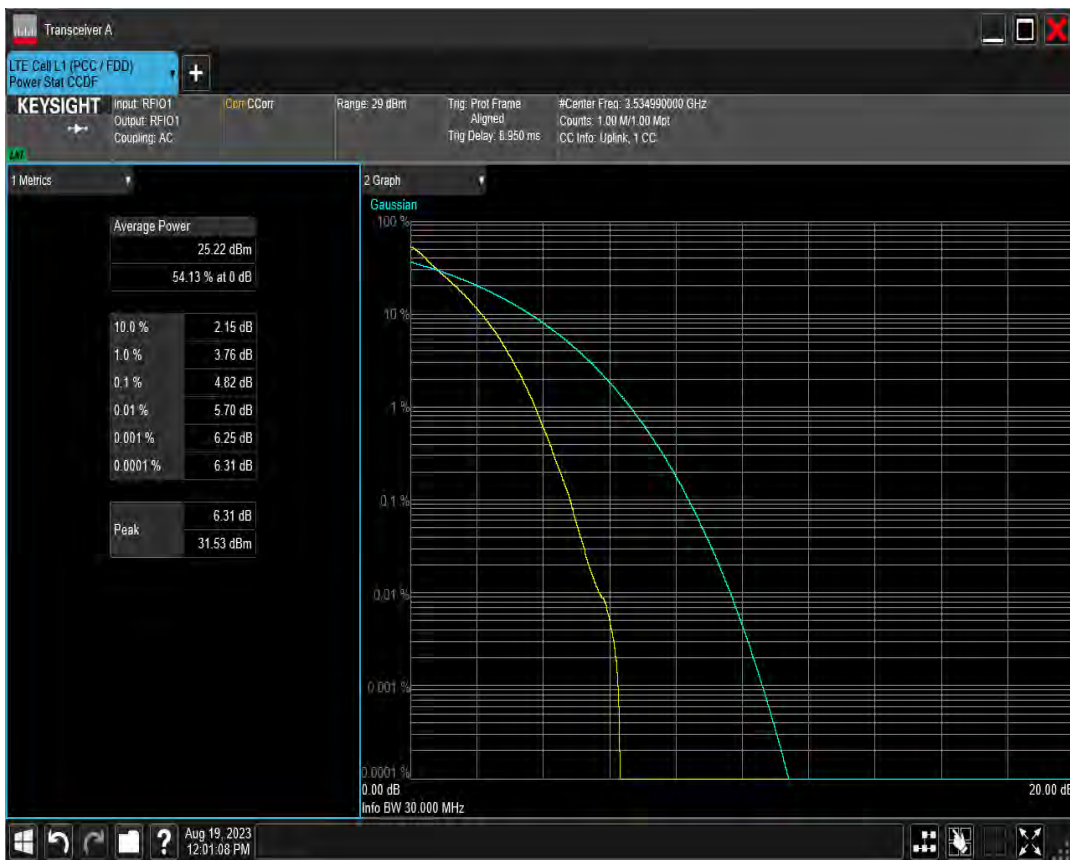 Transceiver A
LTE Cell L1 (PCC / FDD)
Power Stat CCDF
+
KEYSIGHT
Input: RFIO1
Output: RFIO1
Coupling: AC
Corr CCorr
Range: 29 dBm
Trig: Prot Frame
Aligned
Trig Delay: 8.950 ms
#Center Freq: 3.534990000 GHz
Counts: 1.00 M/1.00 Mpt
CC Info: Uplink, 1 CC
1 Metrics
Average Power
25.22 dBm
54.13 % at 0 dB
10.0 % 2.15 dB
1.0 % 3.76 dB
0.1 % 4.82 dB
0.01 % 5.70 dB
0.001 % 6.25 dB
0.0001 % 6.31 dB
Peak
6.31 dB
31.53 dBm
2 Graph
Gaussian
100 %
10 %
1 %
0.1 %
0.01 %
0.001 %
0.0001 %
0.00 dB
20.00 dB
Info BW 30.000 MHz
?
Aug 19, 2023
12:01:08 PM